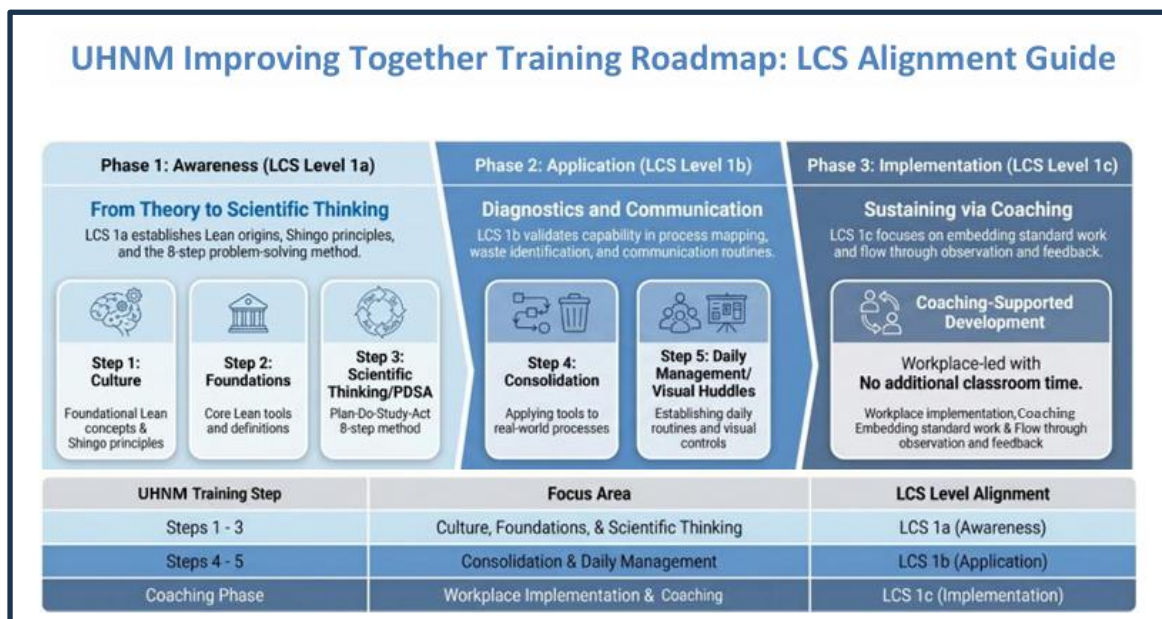 UHNM Improving Together Training Roadmap: LCS Alignment Guide
Phase 1: Awareness (LCS Level 1a)
From Theory to Scientific Thinking
LCS 1a establishes Lean origins, Shingo principles,
and the 8-step problem-solving method.
Step 1:
Culture
Foundational Lean
concepts &
Shingo principles
Step 2:
Foundations
Core Lean tools
and definitions
Step 3:
Scientific
Thinking/PDSA
Plan-Do-Study-Act
8-step method
Phase 2: Application (LCS Level 1b)
Diagnostics and Communication
LCS 1b validates capability in process mapping,
waste identification, and communication routines.
Step 4:
Consolidation
Applying tools to
real-world processes
Step 5: Daily
Management/
Visual Huddles
Establishing daily
routines and visual
controls
Phase 3: Implementation (LCS Level 1c)
Sustaining via Coaching
LCS 1c focuses on embedding standard work
and flow through observation and feedback.
Coaching-Supported
Development
Workplace-led with
No additional classroom time.
Workplace implementation, Coaching
Embedding standard work & Flow through
observation and feedback
UHNM Training Step Focus Area LCS Level Alignment
Steps 1 - 3 Culture, Foundations, & Scientific Thinking LCS 1a (Awareness)
Steps 4 - 5 Consolidation & Daily Management LCS 1b (Application)
Coaching Phase Workplace Implementation & Coaching LCS 1c (Implementation)